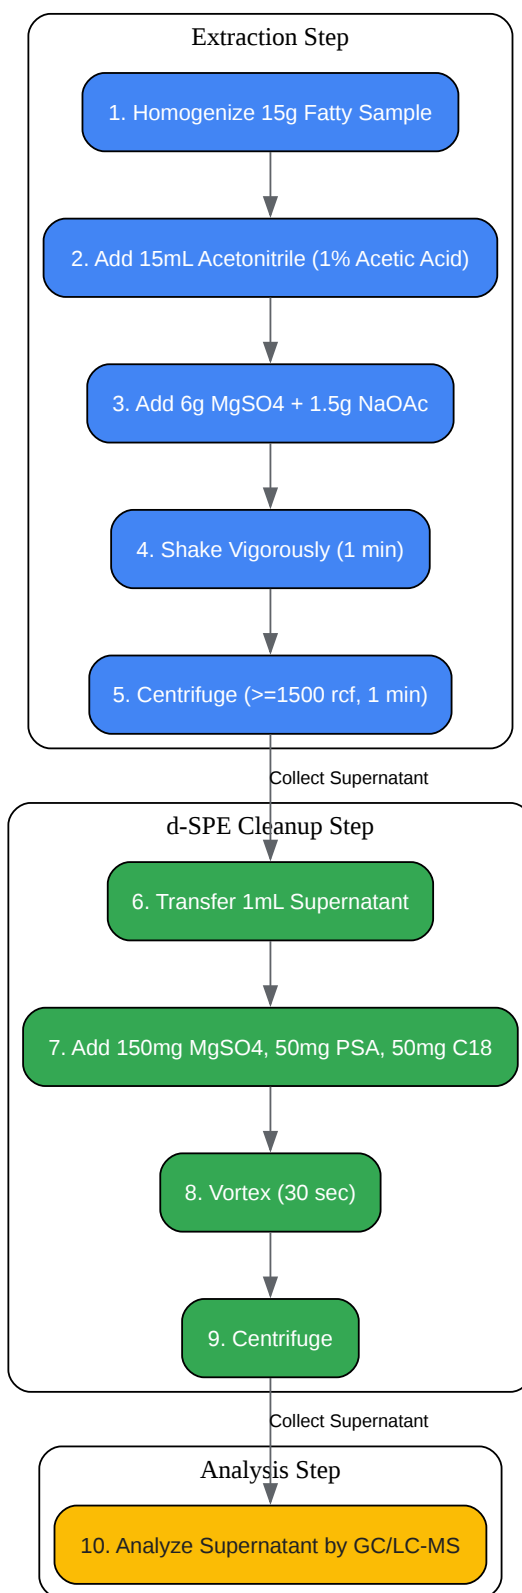 Extraction Step
1. Homogenize 15g Fatty Sample
2. Add 15mL Acetonitrile (1% Acetic Acid)
3. Add 6g MgSO4 + 1.5g NaOAc
4. Shake Vigorously (1 min)
5. Centrifuge (>=1500 rcf, 1 min)
Collect Supernatant
d-SPE Cleanup Step
6. Transfer 1mL Supernatant
7. Add 150mg MgSO4, 50mg PSA, 50mg C18
8. Vortex (30 sec)
9. Centrifuge
Collect Supernatant
Analysis Step
10. Analyze Supernatant by GC/LC-MS